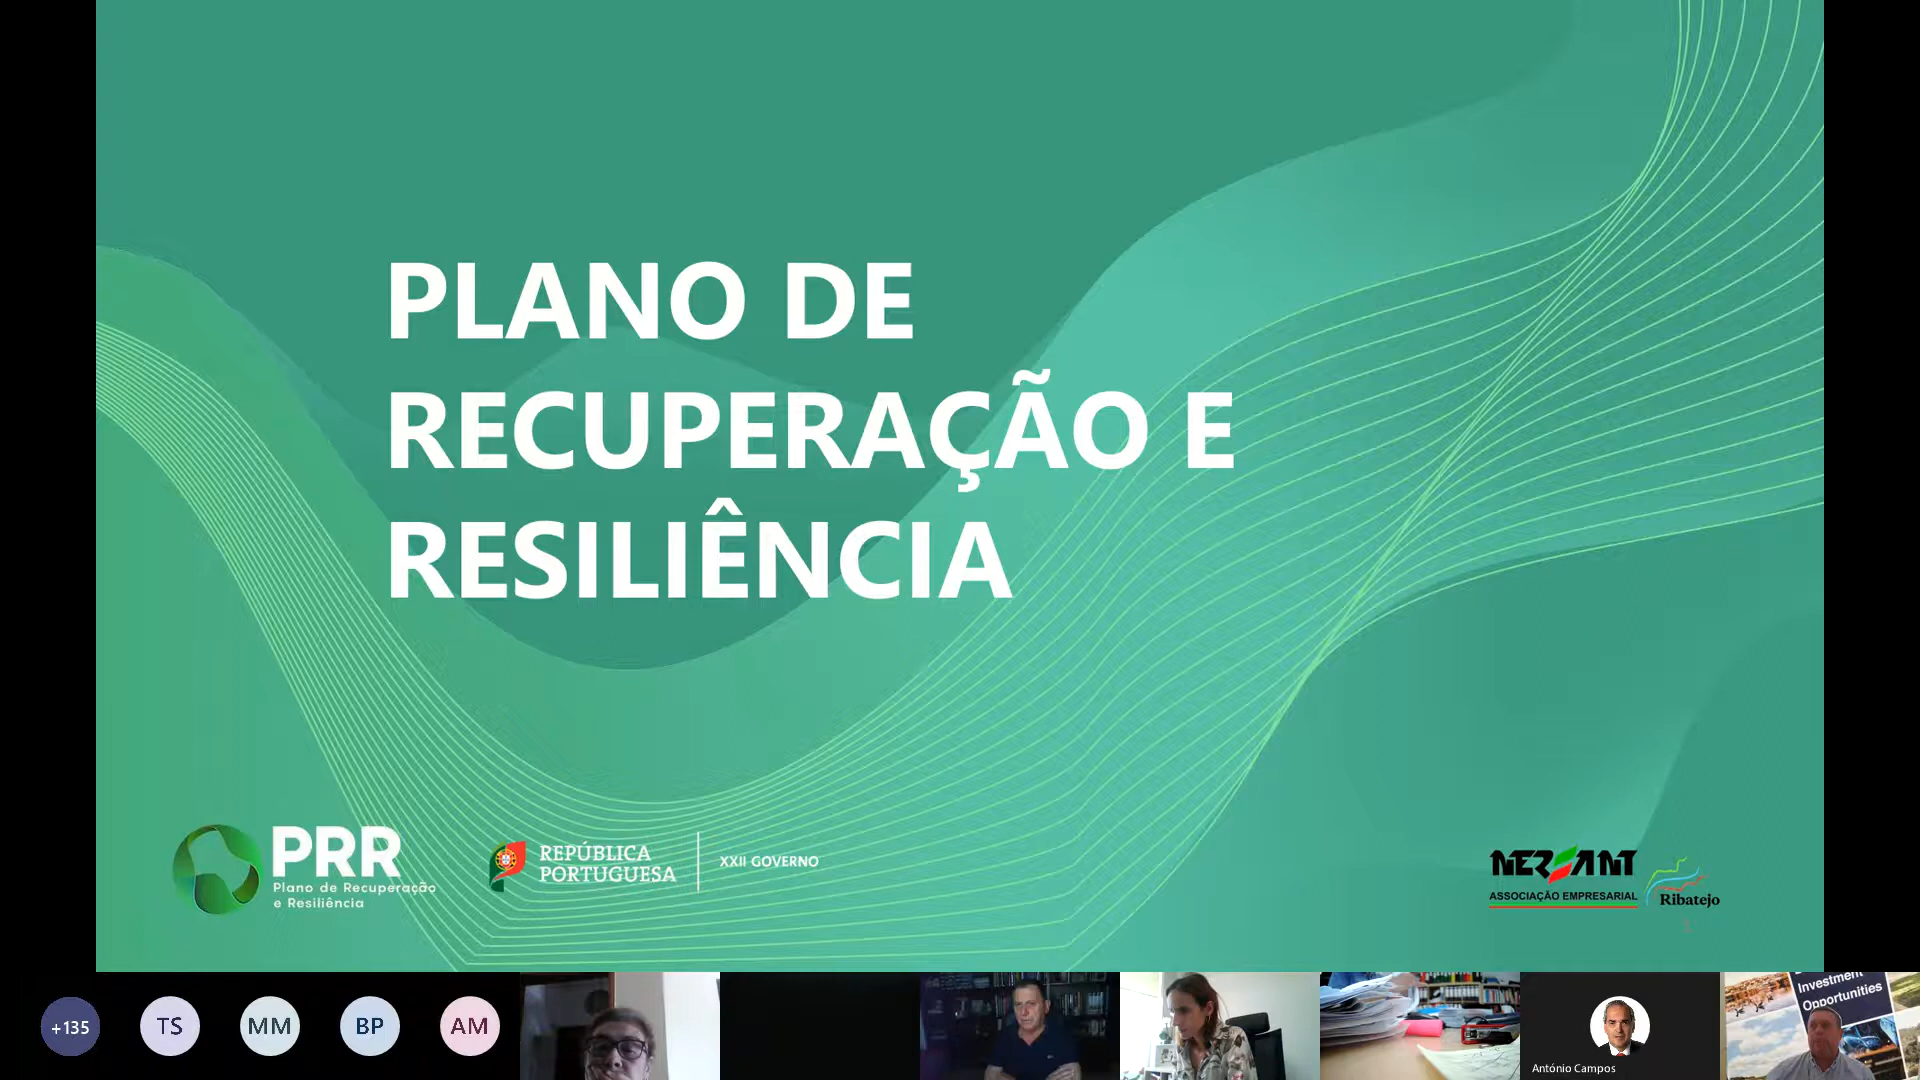 PLANO DE
RECUPERAÇÃO E
RESILIÊNCIA
PRR
Plano de Recuperação
e Resiliência
REPÚBLICA
PORTUGUESA
XXII GOVERNO
NERSANT
ASSOCIAÇÃO EMPRESARIAL
Ribatejo
+135
TS
MM
BP
AM
António Campos
Investment
Opportunities